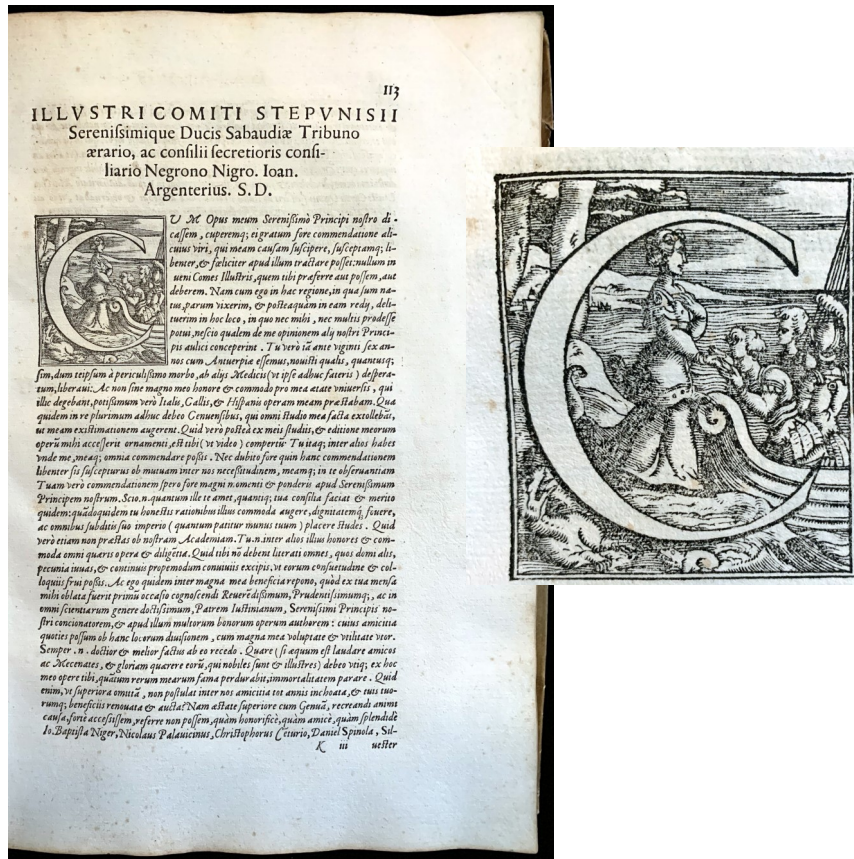 113
ILLVSTRI COMITI STEPVNISII
Sereniſsimique Ducis Sabaudiæ Tribuno
ærario, ac conſilii ſecretioris conſi-
liario Negrono Nigro. Ioan.
Argenterius. S. D.
CV M Opus meum Sereniſsimò Principi noſtro di-
caſſem, cuperemq; ei gratum fore commendatione ali-
cuius viri, qui meam cauſam ſuſcipere, ſuſceptamq; li-
benter, & fæliciter apud illum tractare poſſet: nullum in
ueni Comes Illuſtris, quem tibi præferre aut poſſem, aut
deberem. Nam cum ego in hac regione, in qua ſum na-
tus, parum vixerim, & poſteaquàm in eam redij, deli-
tuerim in hoc loco, in quo nec mihi, nec multis prodeſſe
potui, neſcio qualem de me opinionem alij noſtri Princi-
pis aulici conceperint. Tu verò iã ante viginti ſex an-
nos cum Antuerpiæ eſſemus, nouiſti qualis, quantusq;
ſim, dum teipſum à periculiſsimo morbo, ab alijs Medicis (vt ipſe adhuc fateris) deſpera-
tum, liberaui: Ac non ſine magno meo honore & commodo pro mea ætate vniuerſis, qui
illic degebant, potiſsimum verò Italis, Gallis, & Hiſpanis operam meam præſtabam. Qua
quidem in re plurimum adhuc debeo Genuenſibus, qui omni ſtudio mea facta extollebãt,
ut meam exiſtimationem augerent. Quid verò poſteà ex meis ſtudiis, & editione meorum
operũ mihi acceſſerit ornamenti, eſt tibi (vt video) compertũ. Tu itaq; inter alios habes
vnde me, meaq; omnia commendare poſsis. Nec dubito fore quin hanc commendationem
libenter ſis ſuſcepturus ob mutuam inter nos neceſsitudinem, meamq; in te obſeruantiam
Tuam verò commendationem ſpero fore magni momenti & ponderis apud Sereniſsimum
Principem noſtrum. Scio.n. quantum ille te amet, quantiq; tua conſilia faciat & merito
quidem: quãdoquidem tu honeſtis rationibus illius commoda augere, dignitatemq; fouere,
ac omnibus ſubditis ſuo imperio (quantum patitur munus tuum) placere ſtudes. Quid
verò etiam non præſtas ob noſtram Academiam. Tu.n. inter alios illius honores & com-
moda omni quæris opera & diligẽtia. Quid tibi nõ debent literati omnes, quos domi alis,
pecunia iuuas, & continuis propemodum conuiuiis excipis, vt eorum conſuetudine & col-
loquiis frui poſsis. Ac ego quidem inter magna mea beneficia repono, quòd ex tua menſa
mihi oblata fuerit primũ occaſio cognoſcendi Reuerẽdiſsimum, Prudentiſsimumq;, ac in
omni ſcientiarum genere doctiſsimum, Patrem Iuſtinianum, Sereniſsimi Principis no-
ſtri concionatorem, & apud illum multorum bonorum operum authorem: cuius amicitia
quoties poſſum ob hanc locorum diuiſionem, cum magna mea voluptate & vtilitate vtor.
Semper.n. doctior & melior factus ab eo recedo. Quare (ſi æquum eſt laudare amicos
ac Mecenates, & gloriam quærere eorũ, qui nobiles ſunt & illuſtres) debeo vtiq; ex hoc
meo opere tibi, quãtum rerum mearum fama perdurabit, immortalitatem parare. Quid
enim, vt ſuperiora omittã, non poſtulat inter nos amicitia tot annis inchoata, & tuis tuo-
rumq; beneficiis renouata & aucta? Nam æſtate ſuperiore cum Genuã, recreandi animi
cauſa, fortè acceſsiſſem, referre non poſſem, quàm honorificè, quàm amicè, quàm ſplendidè
Io. Baptiſta Niger, Nicolaus Palauicinus, Chriſtophorus Cẽturio, Daniel Spinola, Sil-
K iii ueſter
C